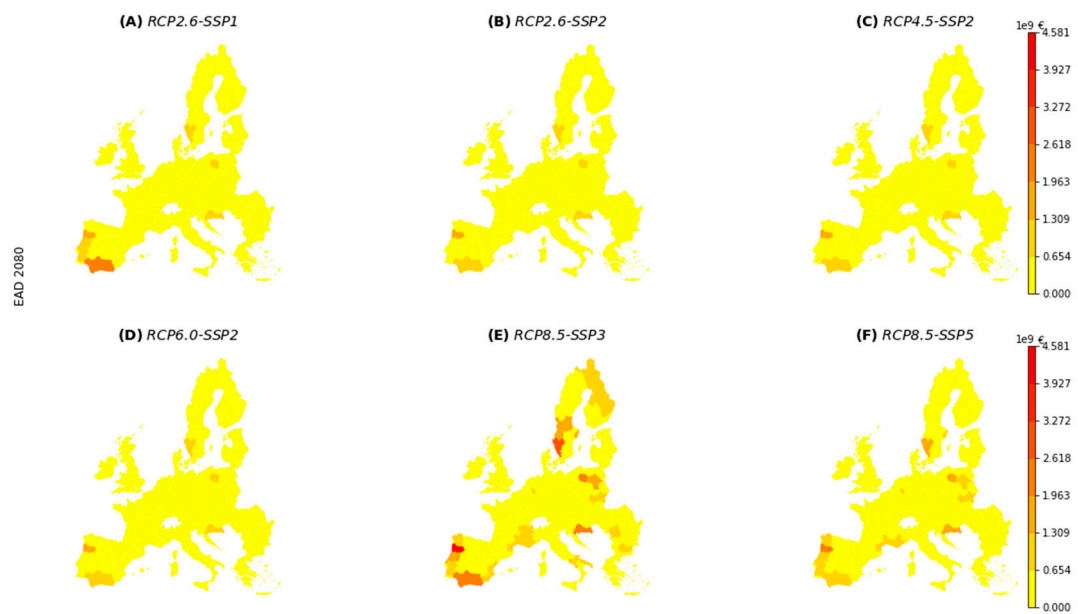 (A) RCP2.6-SSP1
(B) RCP2.6-SSP2
(C) RCP4.5-SSP2
1e9 €
4.581
3.927
3.272
2.618
1.963
1.309
0.654
0.000
EAD 2080
(D) RCP6.0-SSP2
(E) RCP8.5-SSP3
(F) RCP8.5-SSP5
1e9 €
4.581
3.927
3.272
2.618
1.963
1.309
0.654
0.000